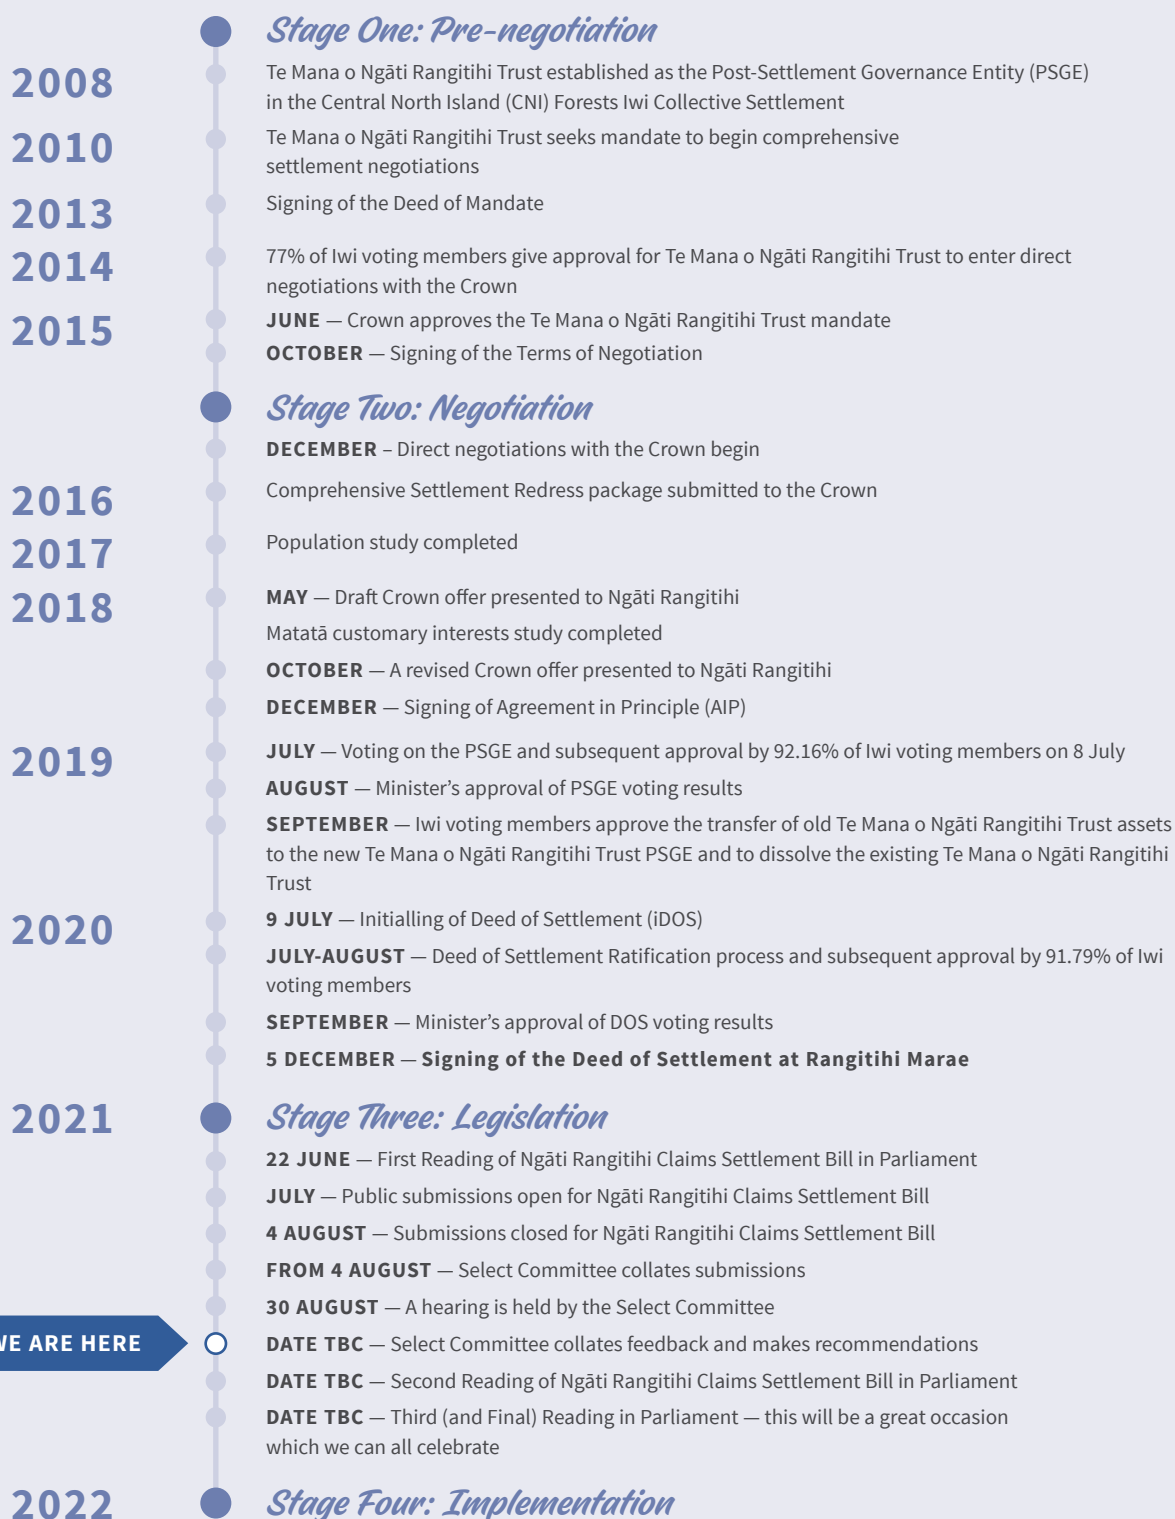 Stage One: Pre-negotiation
2008
Te Mana o Ngāti Rangitihi Trust established as the Post-Settlement Governance Entity (PSGE)
in the Central North Island (CNI) Forests Iwi Collective Settlement
2010
Te Mana o Ngāti Rangitihi Trust seeks mandate to begin comprehensive
settlement negotiations
2013
Signing of the Deed of Mandate
2014
77% of Iwi voting members give approval for Te Mana o Ngāti Rangitihi Trust to enter direct
negotiations with the Crown
2015
JUNE — Crown approves the Te Mana o Ngāti Rangitihi Trust mandate
OCTOBER — Signing of the Terms of Negotiation
Stage Two: Negotiation
DECEMBER – Direct negotiations with the Crown begin
2016
Comprehensive Settlement Redress package submitted to the Crown
2017
Population study completed
2018
MAY — Draft Crown offer presented to Ngāti Rangitihi
Matatā customary interests study completed
OCTOBER — A revised Crown offer presented to Ngāti Rangitihi
DECEMBER — Signing of Agreement in Principle (AIP)
2019
JULY — Voting on the PSGE and subsequent approval by 92.16% of Iwi voting members on 8 July
AUGUST — Minister’s approval of PSGE voting results
SEPTEMBER — Iwi voting members approve the transfer of old Te Mana o Ngāti Rangitihi Trust assets
to the new Te Mana o Ngāti Rangitihi Trust PSGE and to dissolve the existing Te Mana o Ngāti Rangitihi
Trust
2020
9 JULY — Initialling of Deed of Settlement (iDOS)
JULY-AUGUST — Deed of Settlement Ratification process and subsequent approval by 91.79% of Iwi
voting members
SEPTEMBER — Minister’s approval of DOS voting results
5 DECEMBER — Signing of the Deed of Settlement at Rangitihi Marae
2021
Stage Three: Legislation
22 JUNE — First Reading of Ngāti Rangitihi Claims Settlement Bill in Parliament
JULY — Public submissions open for Ngāti Rangitihi Claims Settlement Bill
4 AUGUST — Submissions closed for Ngāti Rangitihi Claims Settlement Bill
FROM 4 AUGUST — Select Committee collates submissions
30 AUGUST — A hearing is held by the Select Committee
WE ARE HERE
DATE TBC — Select Committee collates feedback and makes recommendations
DATE TBC — Second Reading of Ngāti Rangitihi Claims Settlement Bill in Parliament
DATE TBC — Third (and Final) Reading in Parliament — this will be a great occasion
which we can all celebrate
2022
Stage Four: Implementation